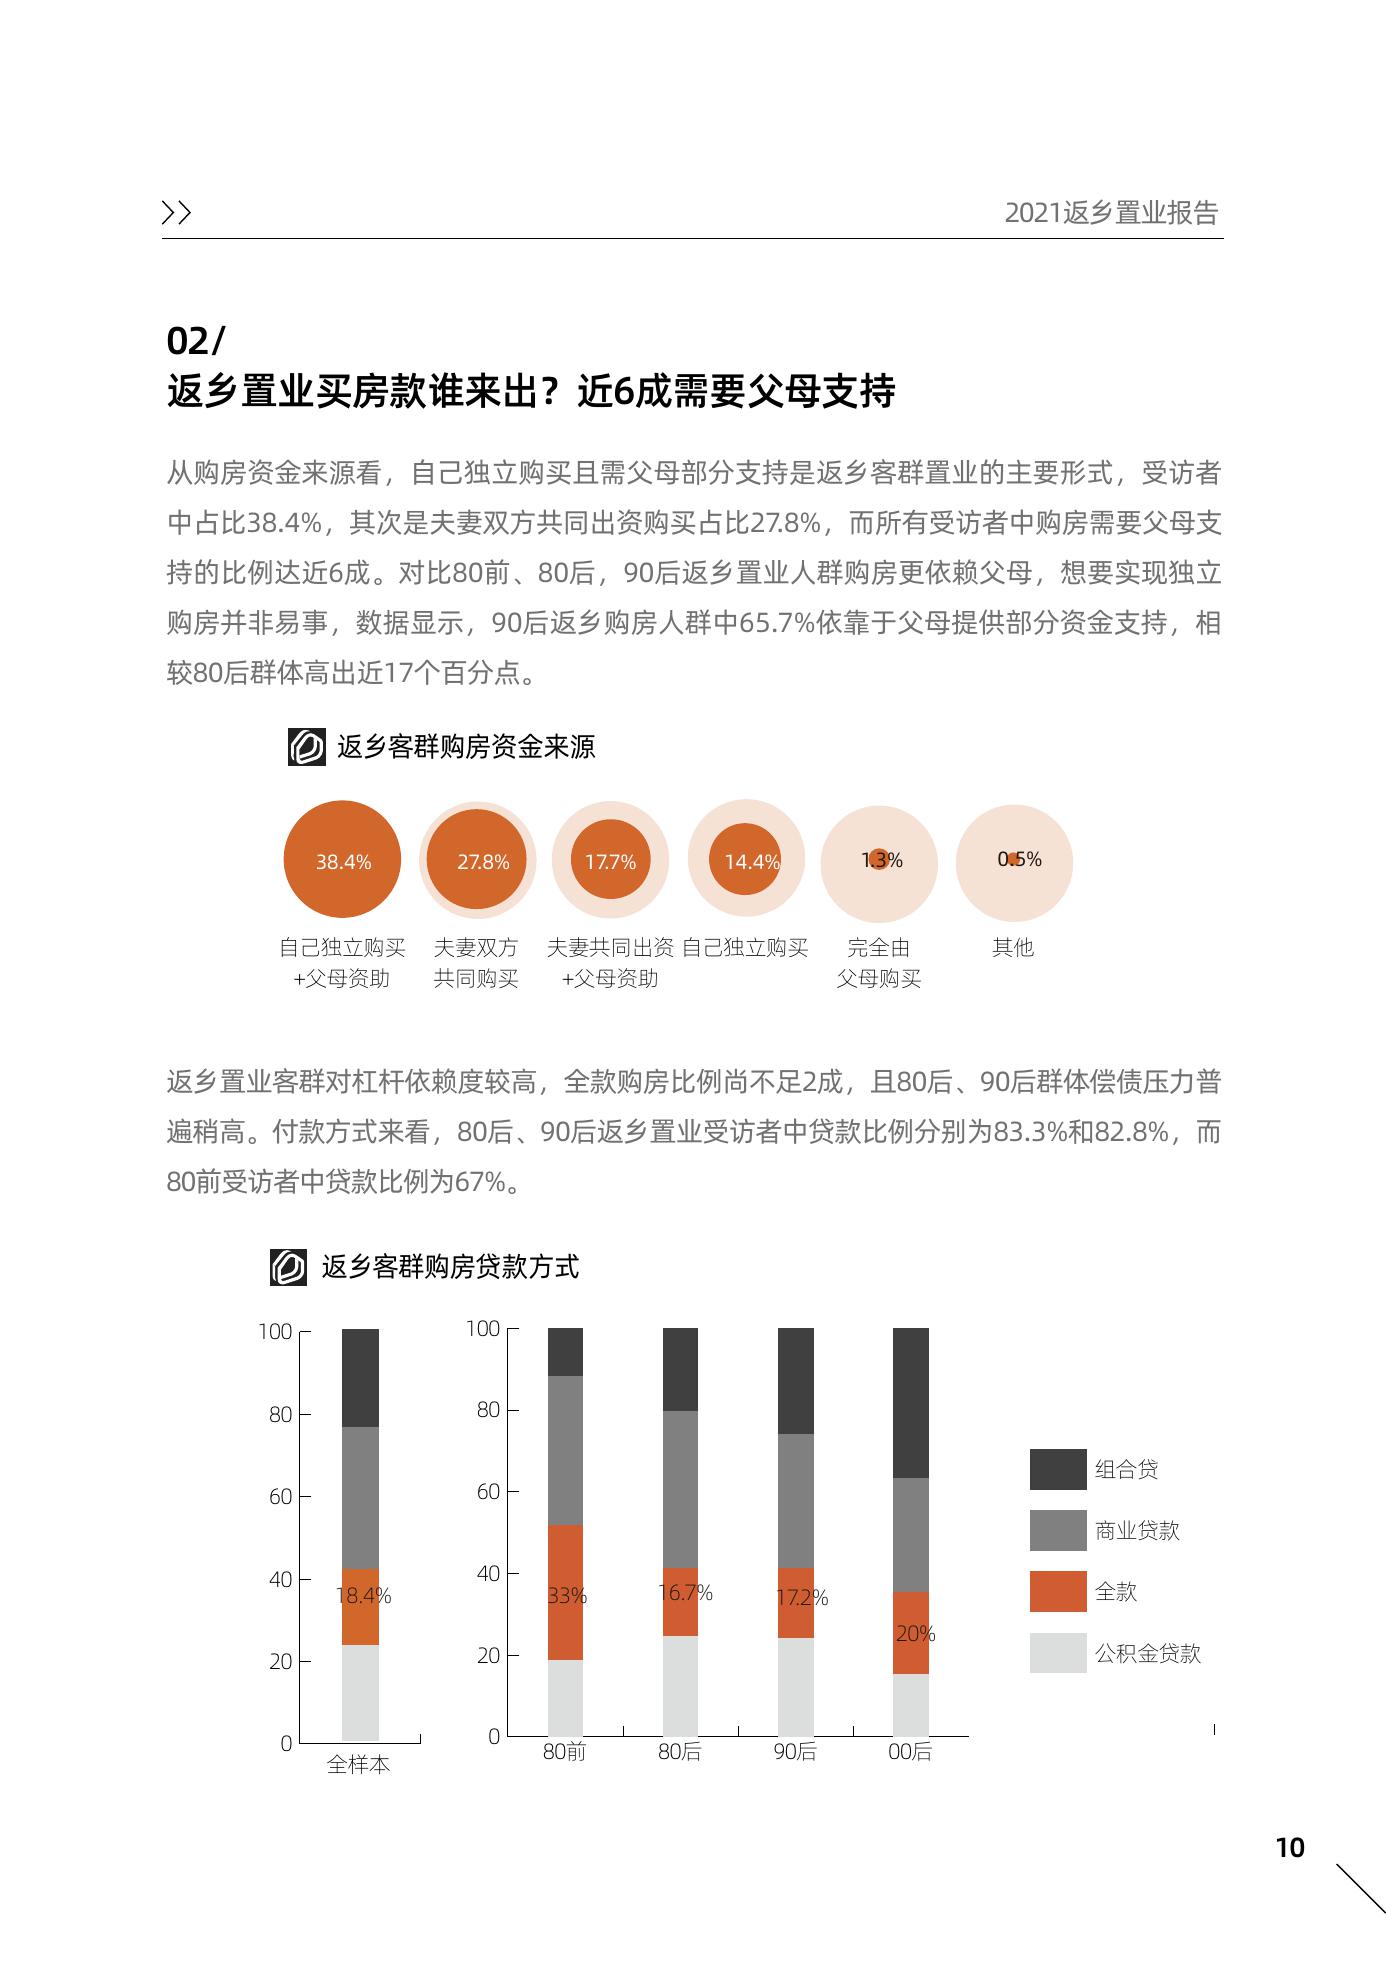 2021返乡置业报告
02/
返乡置业买房款谁来出？近6成需要父母支持
从购房资金来源看，自己独立购买且需父母部分支持是返乡客群置业的主要形式，受访者
中占比38.4%，其次是夫妻双方共同出资购买占比27.8%，而所有受访者中购房需要父母支
持的比例达近6成。对比80前、80后，90后返乡置业人群购房更依赖父母，想要实现独立
购房并非易事，数据显示，90后返乡购房人群中65.7%依靠于父母提供部分资金支持，相
较80后群体高出近17个百分点。
返乡客群购房资金来源
38.4% 27.8% 17.7% 14.4% 1.3% 0.5%
自己独立购买 夫妻双方 夫妻共同出资 自己独立购买 完全由 其他
+父母资助 共同购买 +父母资助 父母购买
返乡置业客群对杠杆依赖度较高，全款购房比例尚不足2成，且80后、90后群体偿债压力普
遍稍高。付款方式来看，80后、90后返乡置业受访者中贷款比例分别为83.3%和82.8%，而
80前受访者中贷款比例为67%。
返乡客群购房贷款方式
100 100
80 80
60 60
组合贷
商业贷款
40 40
全款
18.4% 33% 16.7% 17.2% 20%
公积金贷款
20 20
0 0
全样本 80前 80后 90后 00后
10